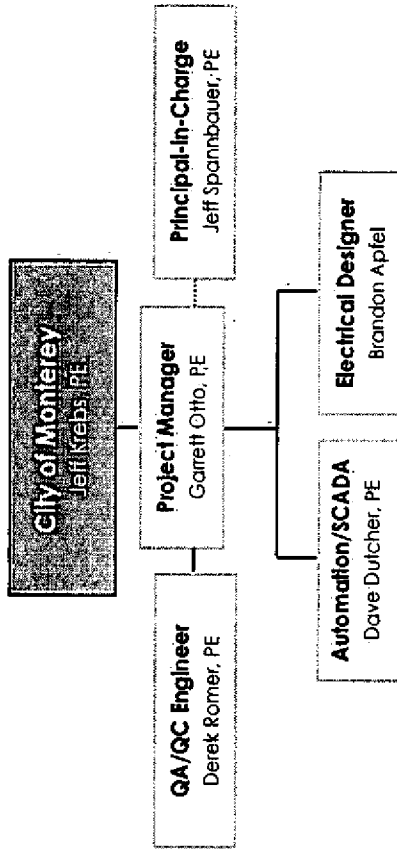 City of Monterey
Jeff Krebs, PE
QA/QC Engineer
Derek Romer, PE
Project Manager
Garrett Otto, PE
Principal-In-Charge
Jeff Spannbauer, PE
Automation/SCADA
Dave Dutcher, PE
Electrical Designer
Brandon Apfel